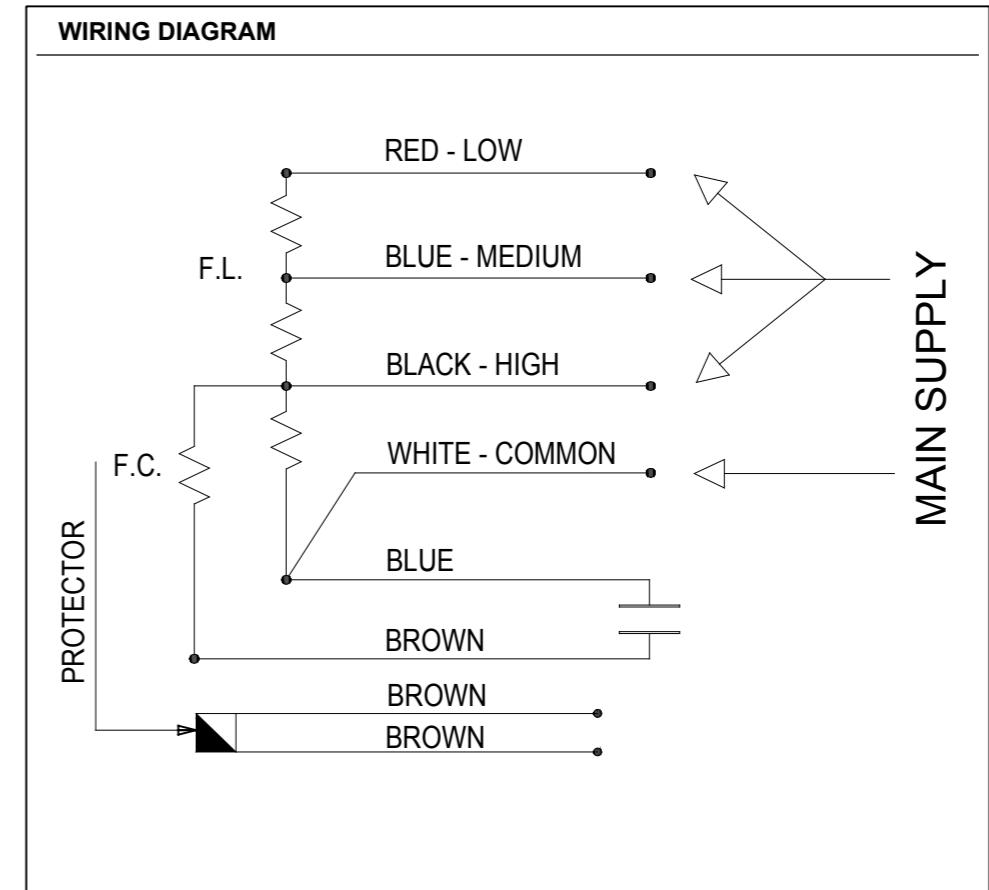 WIRING DIAGRAM
RED - LOW
F.L.
BLUE - MEDIUM
BLACK - HIGH
F.C.
WHITE - COMMON
MAIN SUPPLY
PROTECTOR
BLUE
BROWN
BROWN
BROWN